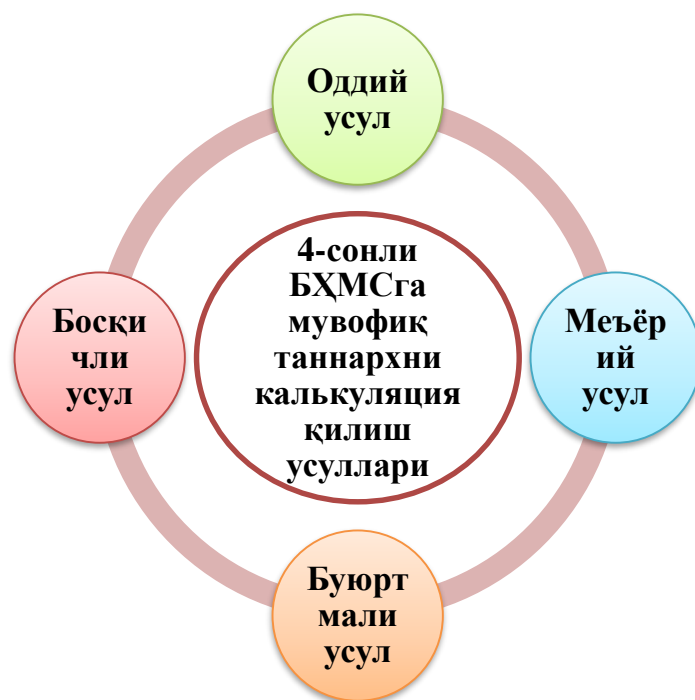 Оддий
усул
4-сонли
БҲМСга
мувофиқ
таннархни
калькуляция
қилиш
усуллари
Босқи
чли
усул
Меъёр
ий
усул
Буюрт
мали
усул